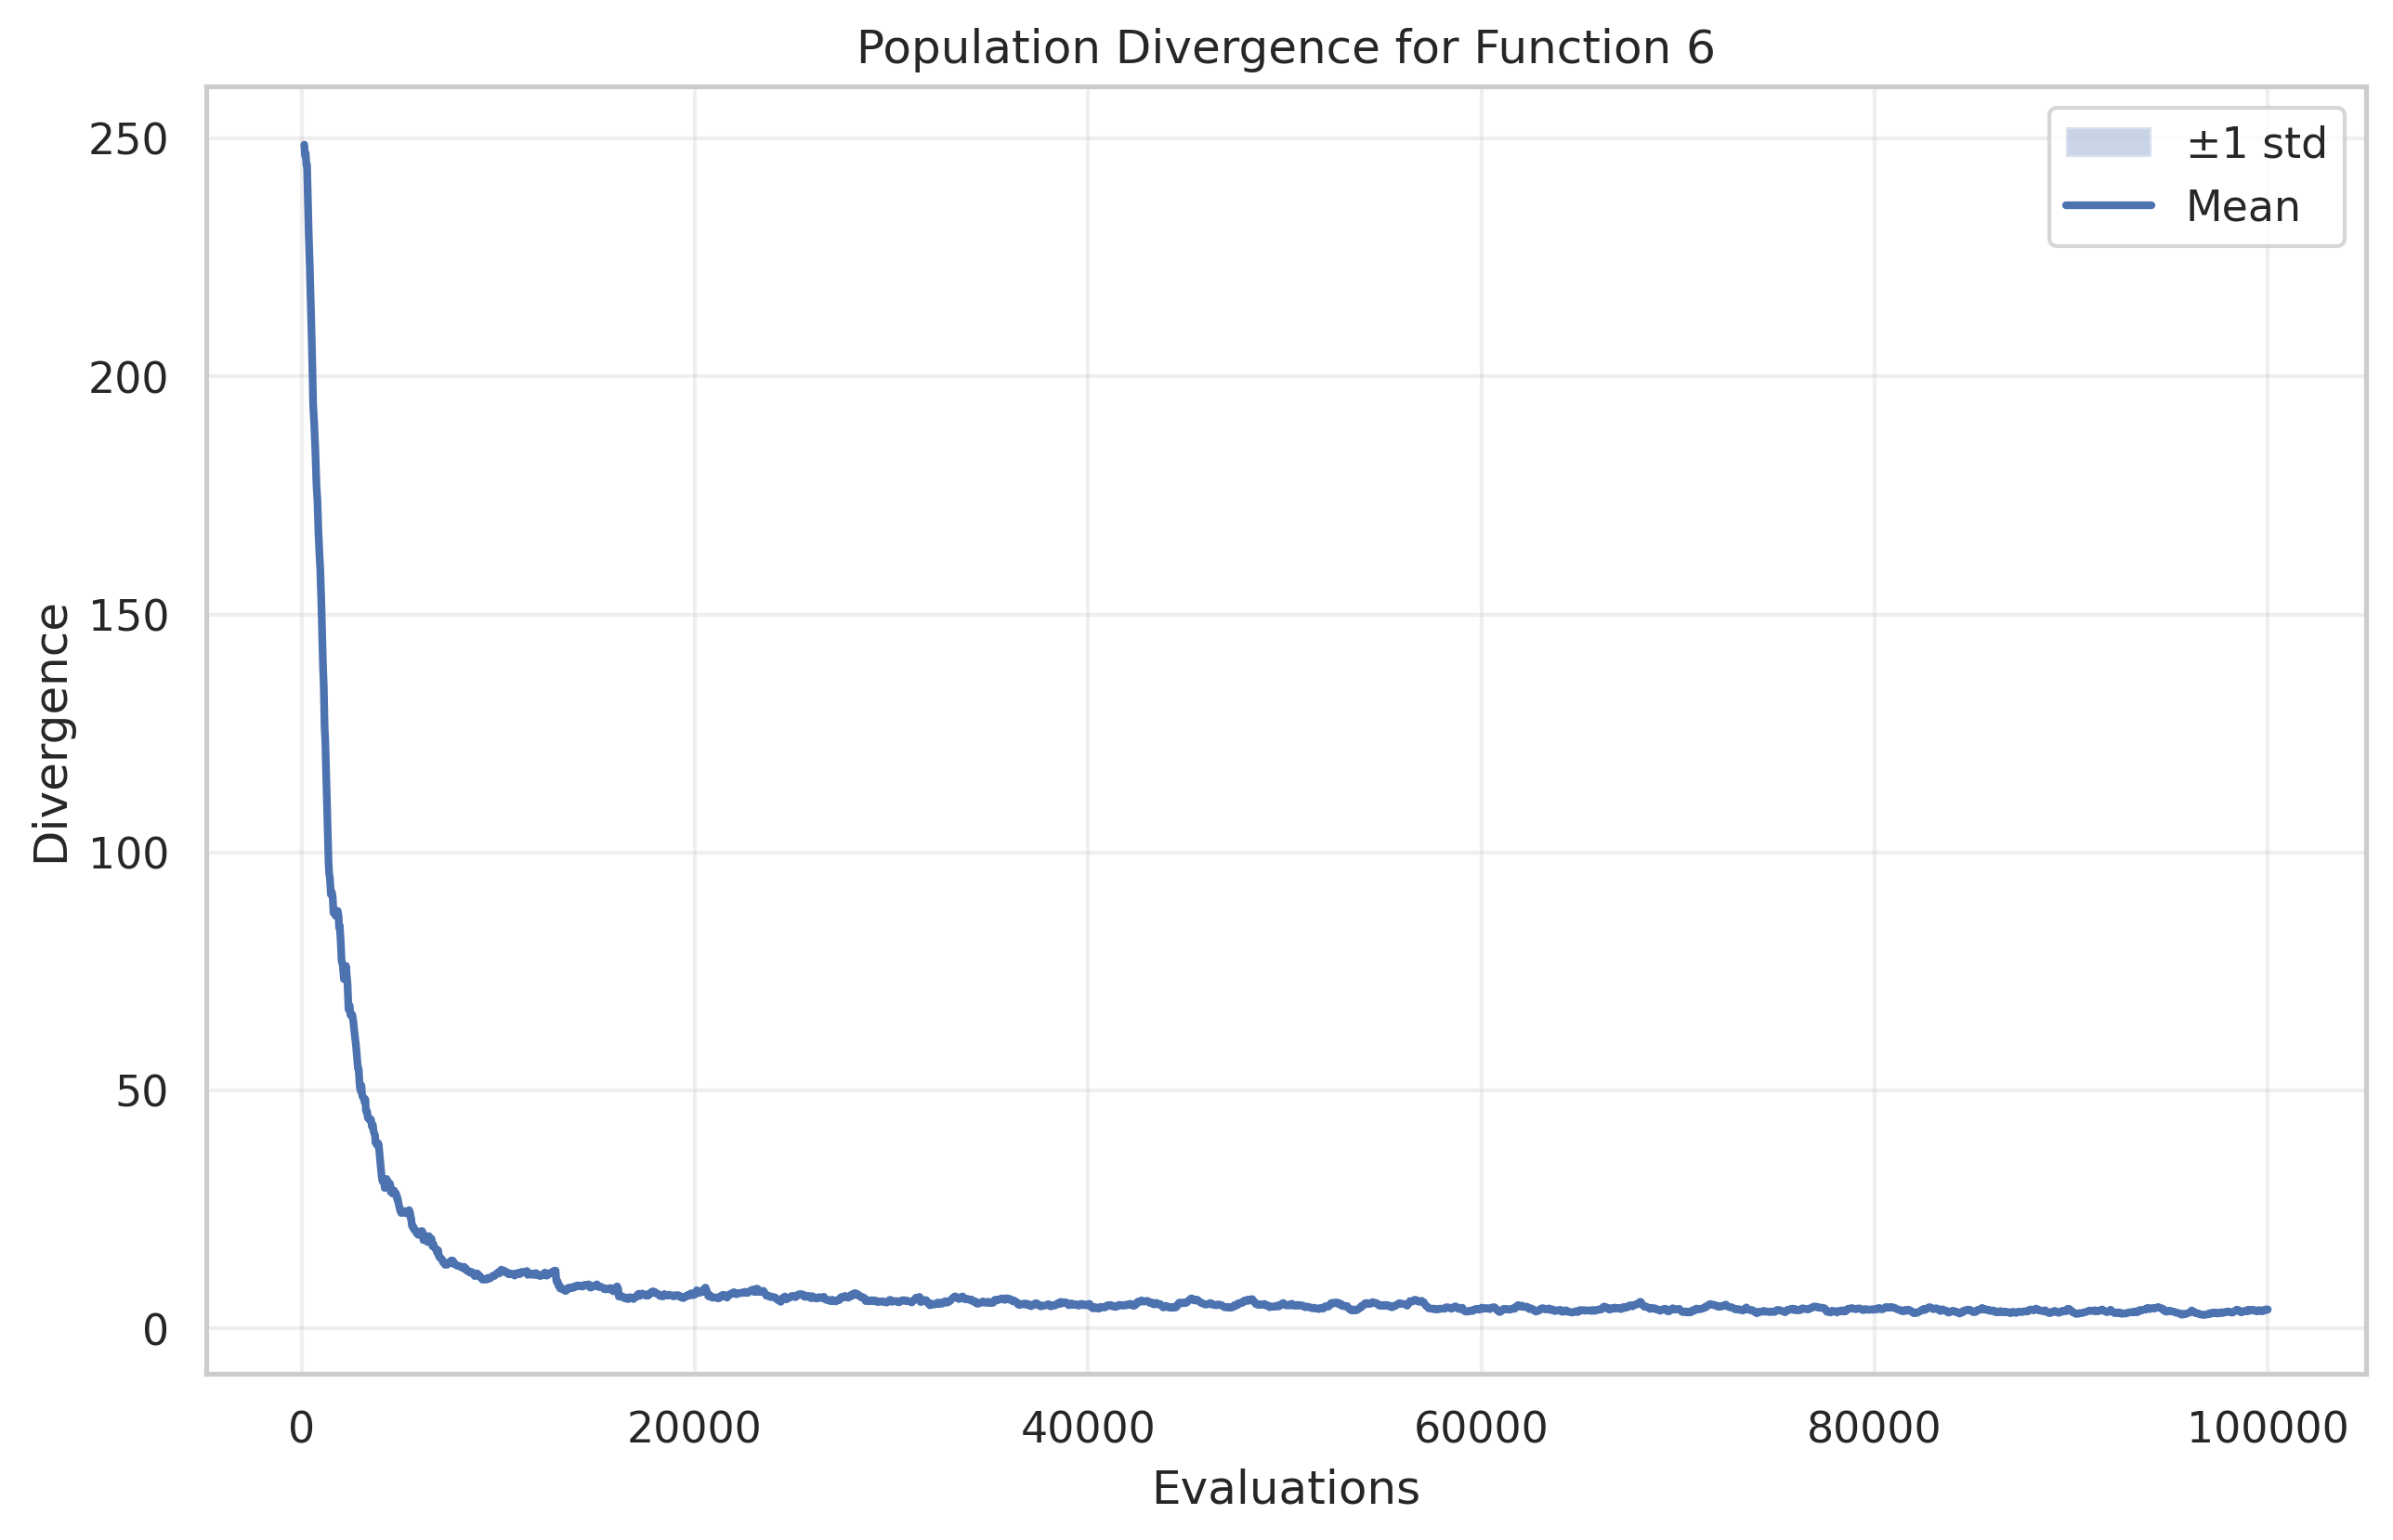 Population Divergence for Function 6
±1 std
Mean
Divergence
250
200
150
100
50
0
0 20000 40000 60000 80000 100000
Evaluations